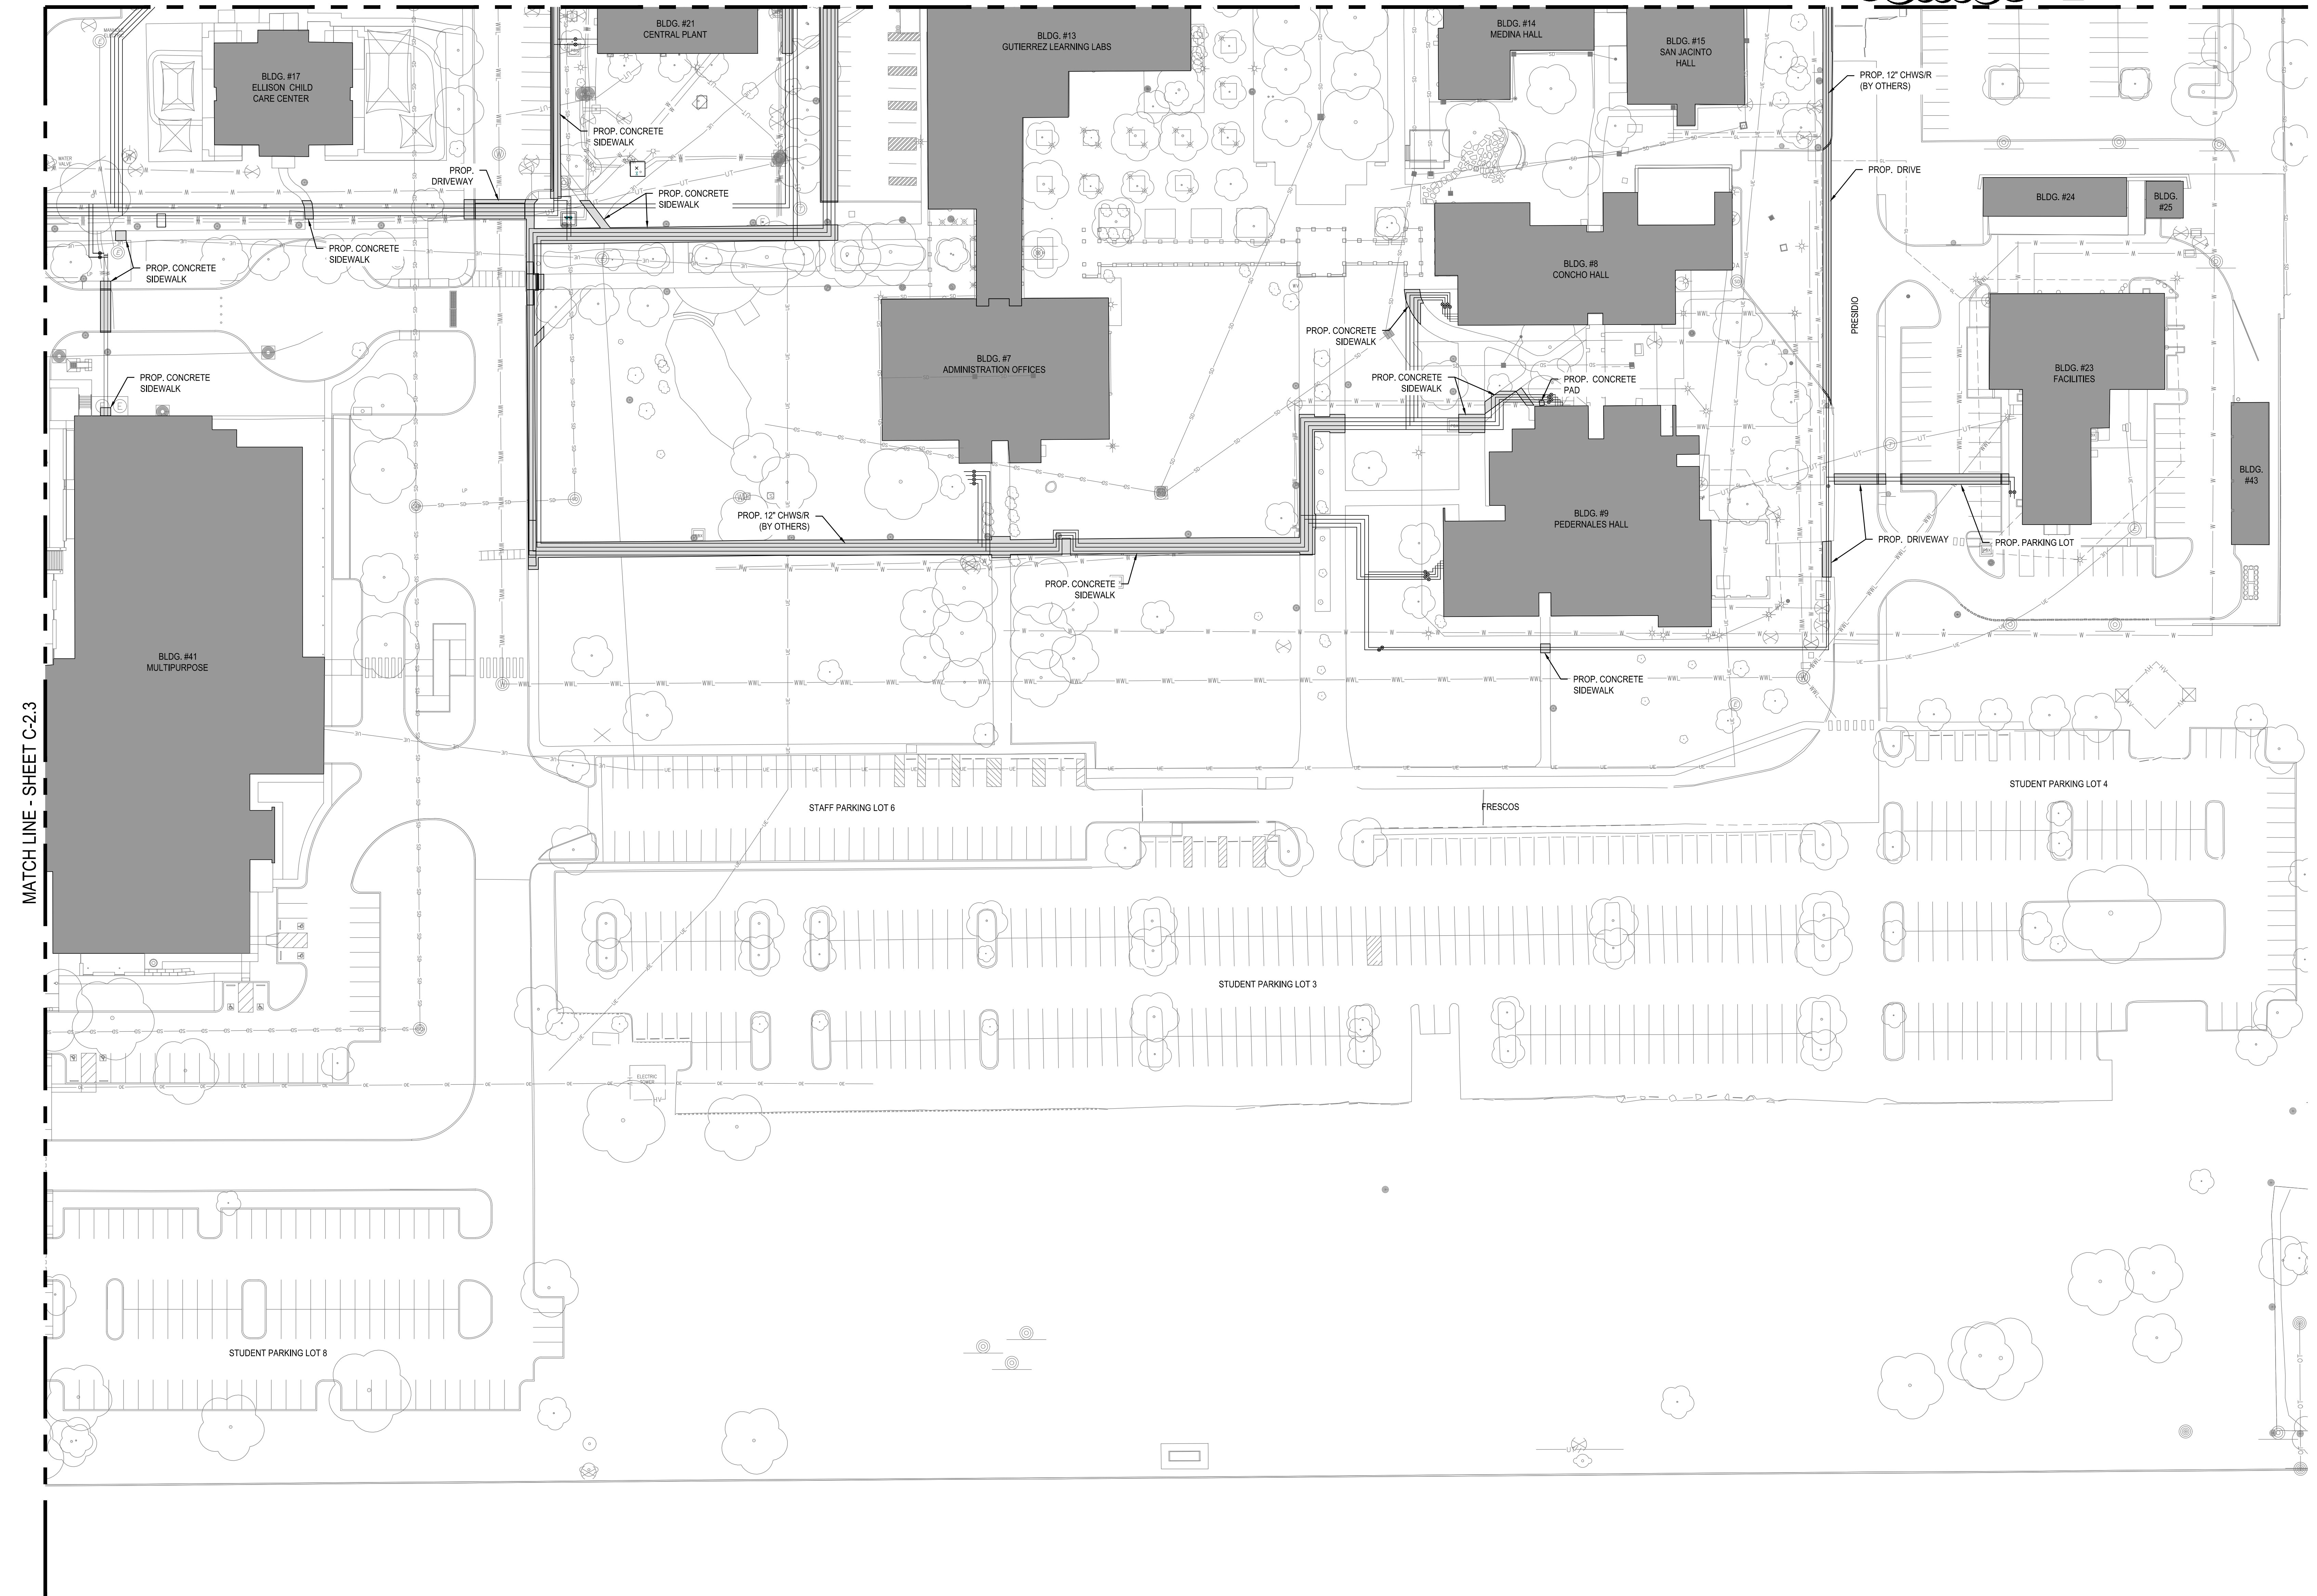 BLDG. #21
CENTRAL PLANT
BLDG. #13
GUTIERREZ LEARNING LABS
BLDG. #14
MEDINA HALL
BLDG. #15
SAN JACINTO
HALL
BLDG. #17
ELLISON CHILD
CARE CENTER
PROP. 12" CHWS/R
(BY OTHERS)
PROP. CONCRETE
SIDEWALK
WATER
VALVE
PROP.
DRIVEWAY
PROP. DRIVE
PROP. CONCRETE
SIDEWALK
BLDG. #24
BLDG.
#25
PROP. CONCRETE
SIDEWALK
PROP. CONCRETE
SIDEWALK
BLDG. #8
CONCHO HALL
PRESIDIO
PROP. CONCRETE
SIDEWALK
BLDG. #7
ADMINISTRATION OFFICES
BLDG. #23
FACILITIES
PROP. CONCRETE
SIDEWALK
PROP. CONCRETE
SIDEWALK
PROP. CONCRETE
PAD
BLDG.
#43
PROP. 12" CHWS/R
(BY OTHERS)
BLDG. #9
PEDERNALES HALL
PROP. DRIVEWAY
PROP. PARKING LOT
PROP. CONCRETE
SIDEWALK
BLDG. #41
MULTIPURPOSE
PROP. CONCRETE
SIDEWALK
MATCH LINE - SHEET C-2.3
STUDENT PARKING LOT 4
STAFF PARKING LOT 6
FRESCOS
STUDENT PARKING LOT 3
ELECTRIC
TOWER
STUDENT PARKING LOT 8